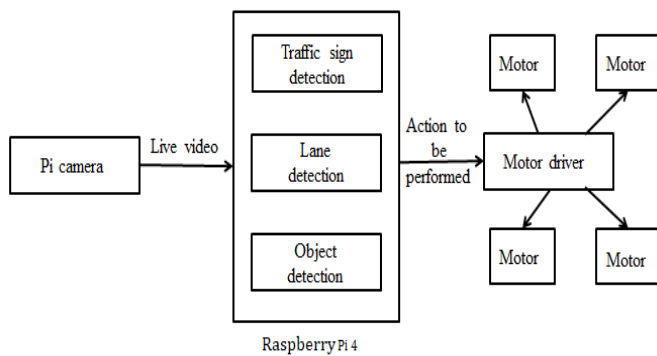 Pi camera
Live video
Traffic sign
detection
Lane
detection
Object
detection
Raspberry Pi 4
Action to
be
performed
Motor
Motor
Motor driver
Motor
Motor